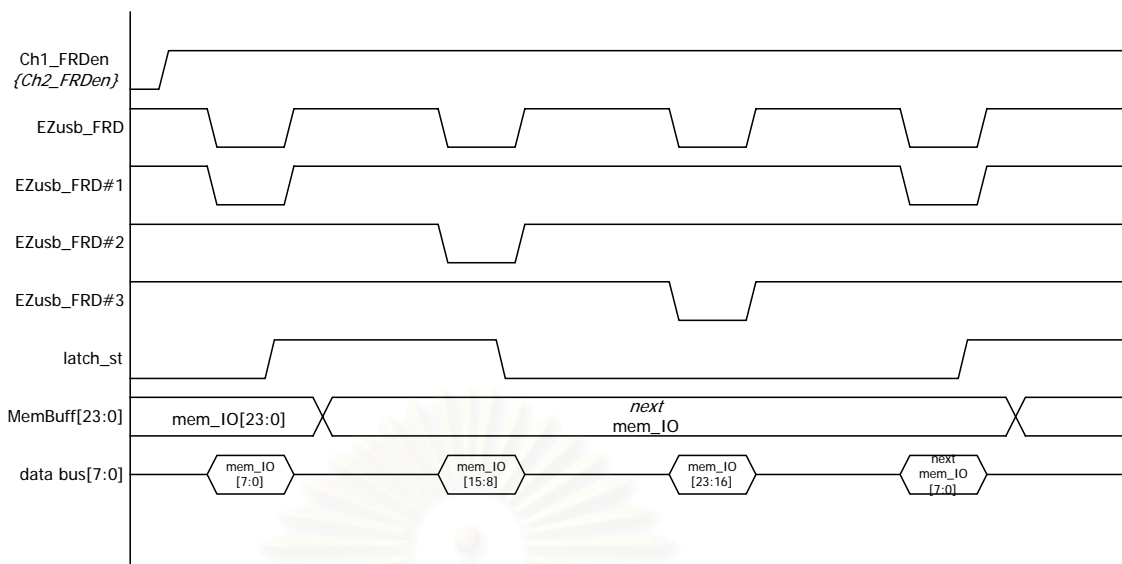 Ch1_FRDen
{Ch2_FRDen}
EZusb_FRD
EZusb_FRD#1
EZusb_FRD#2
EZusb_FRD#3
latch_st
MemBuff[23:0]
mem_IO[23:0]
next
mem_IO
data bus[7:0]
mem_IO
[7:0]
mem_IO
[15:8]
mem_IO
[23:16]
next
mem_IO
[7:0]